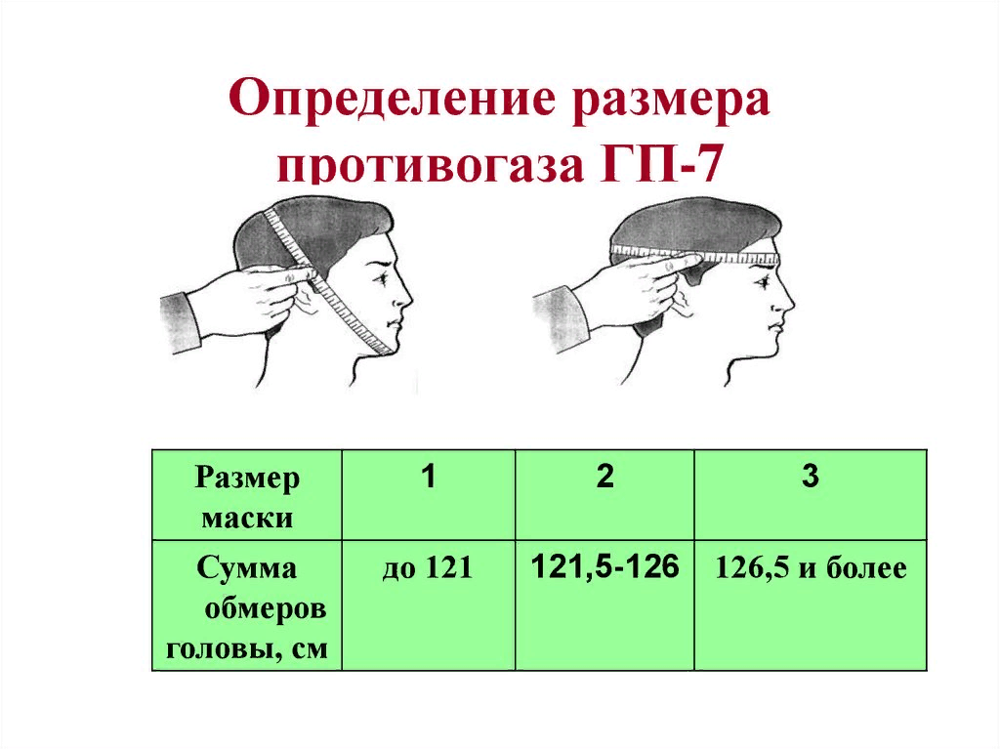 Определение размера
противогаза ГП-7
Размер
маски
1
2
3
Сумма
обмеров
головы, см
до 121
121,5-126
126,5 и более